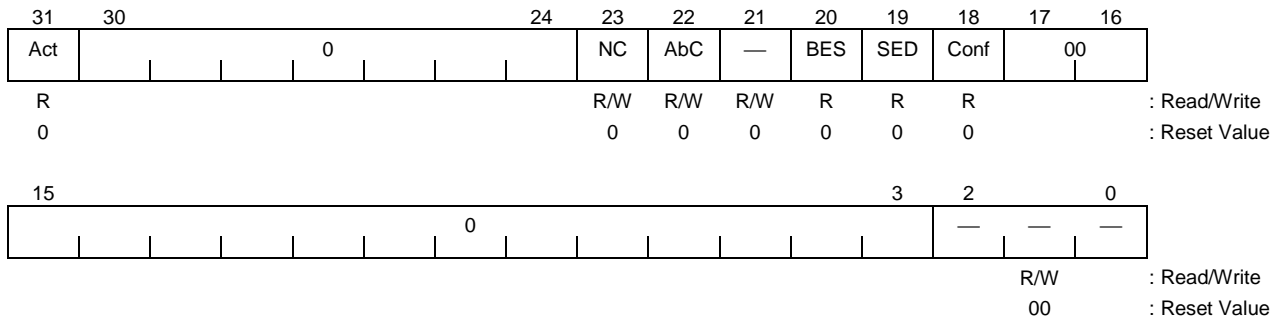 31 30 24 23 22 21 20 19 18 17 16
Act 0 NC AbC — BES SED Conf 00
R R/W R/W R/W R R R : Read/Write
0 0 0 0 0 0 0 : Reset Value
15 3 2 0
0 — — —
R/W : Read/Write
00 : Reset Value